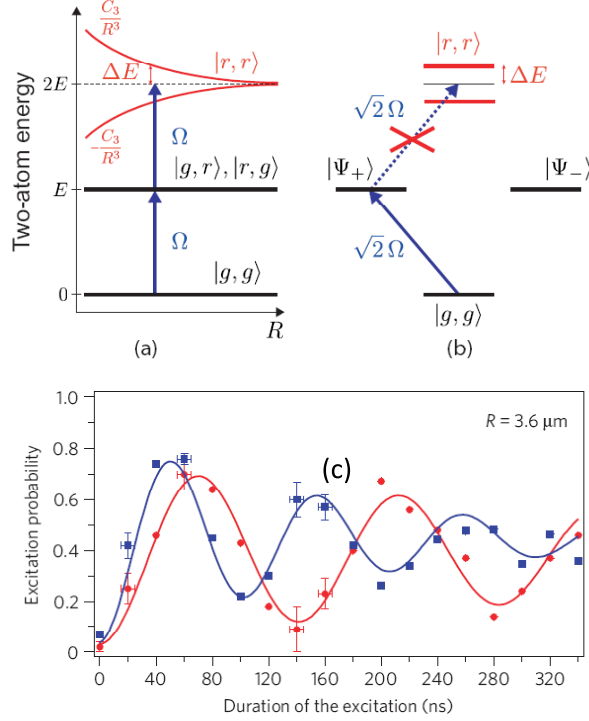 C₃/R³
ΔE
|r, r⟩
2E
Ω
-C₃/R³
|g, r⟩, |r, g⟩
E
Ω
|g, g⟩
0
R
Two-atom energy
(a)
|r, r⟩
ΔE
√2 Ω
|Ψ₊⟩
|Ψ₋⟩
√2 Ω
|g, g⟩
(b)
1.0
0.8
0.6
0.4
0.2
0
Excitation probability
R = 3.6 μm
(c)
0 40 80 120 160 200 240 280 320
Duration of the excitation (ns)